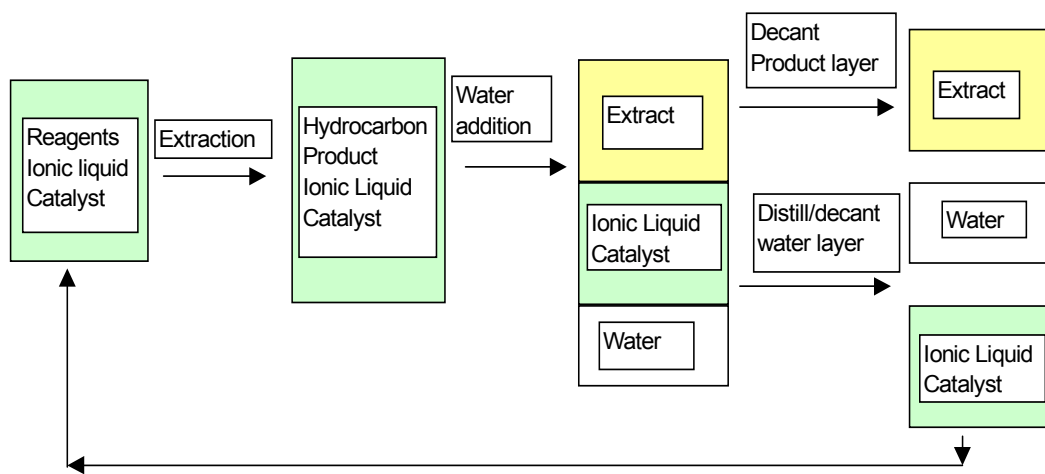 Reagents
Ionic liquid
Catalyst
Extraction
Hydrocarbon
Product
Ionic Liquid
Catalyst
Water
addition
Extract
Ionic Liquid
Catalyst
Water
Decant
Product layer
Distill/decant
water layer
Extract
Water
Ionic Liquid
Catalyst